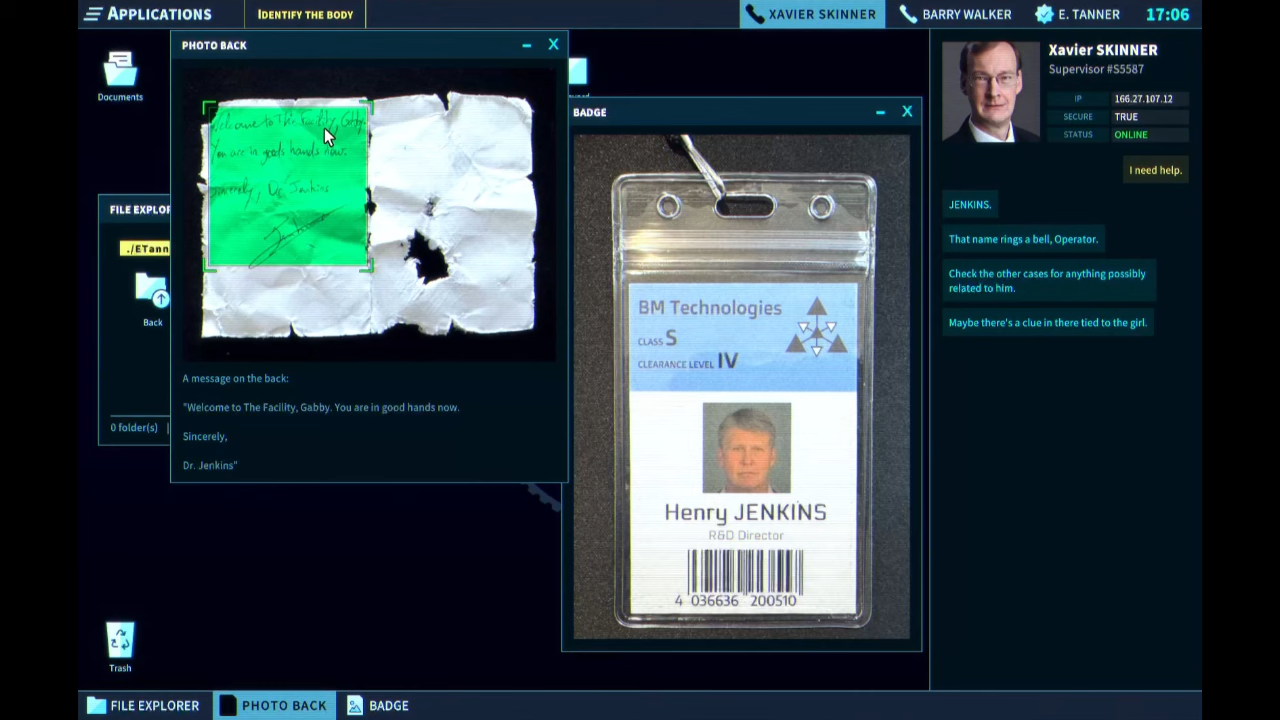 APPLICATIONS
IDENTIFY THE BODY
XAVIER SKINNER
BARRY WALKER
E. TANNER
17:06
Documents
FILE EXPLOR
./ETann
Back
0 folder(s)
Trash
PHOTO BACK
Welcome to The Facility, Gabby.
You are in goods hands now.
Sincerely, Dr. Jenkins
A message on the back:
"Welcome to The Facility, Gabby. You are in good hands now.
Sincerely,
Dr. Jenkins"
BADGE
BM Technologies
CLASS S
CLEARANCE LEVEL IV
Henry JENKINS
R&D Director
4 036636 200510
Xavier SKINNER
Supervisor #S5587
IP 166.27.107.12
SECURE TRUE
STATUS ONLINE
I need help.
JENKINS.
That name rings a bell, Operator.
Check the other cases for anything possibly
related to him.
Maybe there's a clue in there tied to the girl.
FILE EXPLORER
PHOTO BACK
BADGE